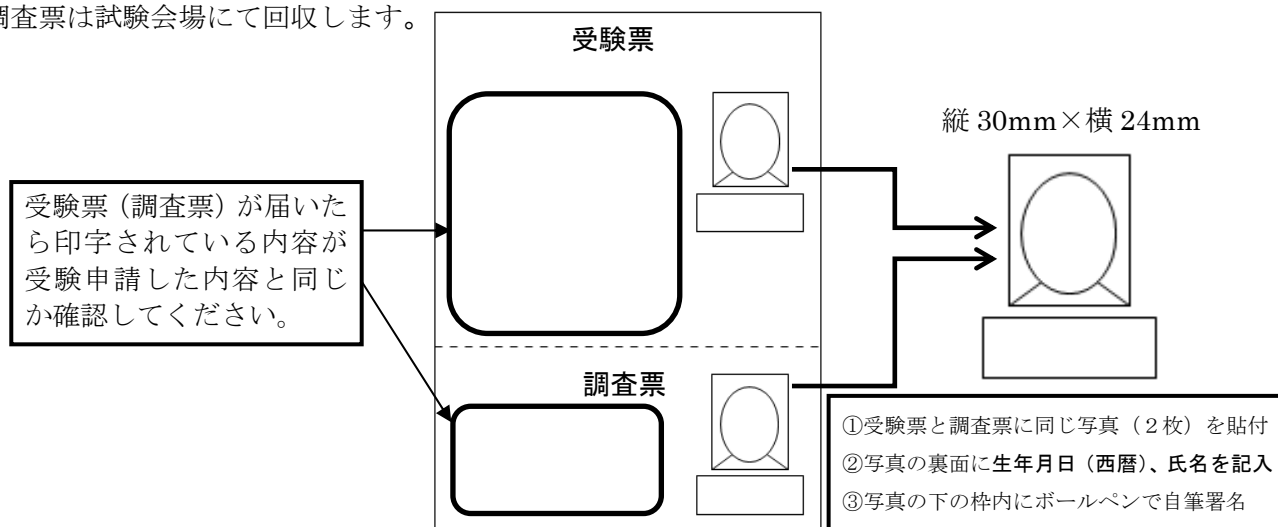 調査票は試験会場にて回収します。
受験票
縦 30mm×横 24mm
受験票（調査票）が届いた
ら印字されている内容が
受験申請した内容と同じ
か確認してください。
調査票
①受験票と調査票に同じ写真（２枚）を貼付
②写真の裏面に生年月日（西暦）、氏名を記入
③写真の下の枠内にボールペンで自筆署名